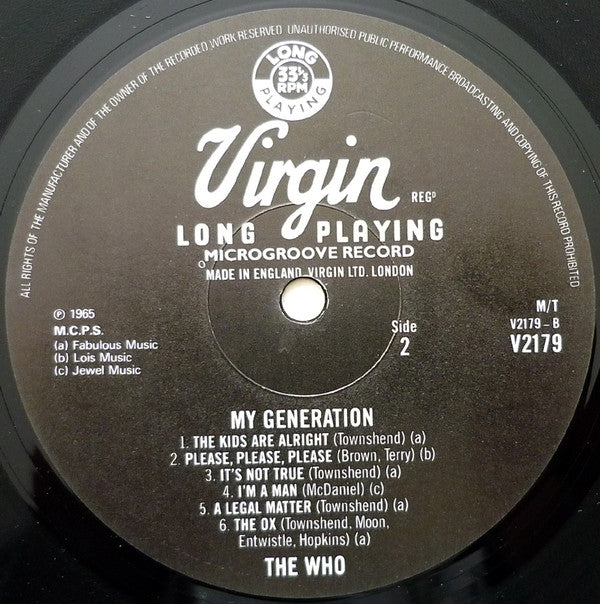 ALL RIGHTS OF THE MANUFACTURER AND OF THE OWNER OF THE RECORDED WORK RESERVED UNAUTHORISED PUBLIC PERFORMANCE BROADCASTING AND COPYING OF THIS RECORD PROHIBITED
LONG
33⅓
RPM
PLAYING
Virgin
REGD
LONG PLAYING
MICROGROOVE RECORD
MADE IN ENGLAND. VIRGIN LTD. LONDON
℗ 1965
M.C.P.S.
(a) Fabulous Music
(b) Lois Music
(c) Jewel Music
Side
2
M/T
V2179-B
V2179
MY GENERATION
1. THE KIDS ARE ALRIGHT (Townshend) (a)
2. PLEASE, PLEASE, PLEASE (Brown, Terry) (b)
3. IT'S NOT TRUE (Townshend) (a)
4. I'M A MAN (McDaniel) (c)
5. A LEGAL MATTER (Townshend) (a)
6. THE OX (Townshend, Moon,
Entwistle, Hopkins) (a)
THE WHO